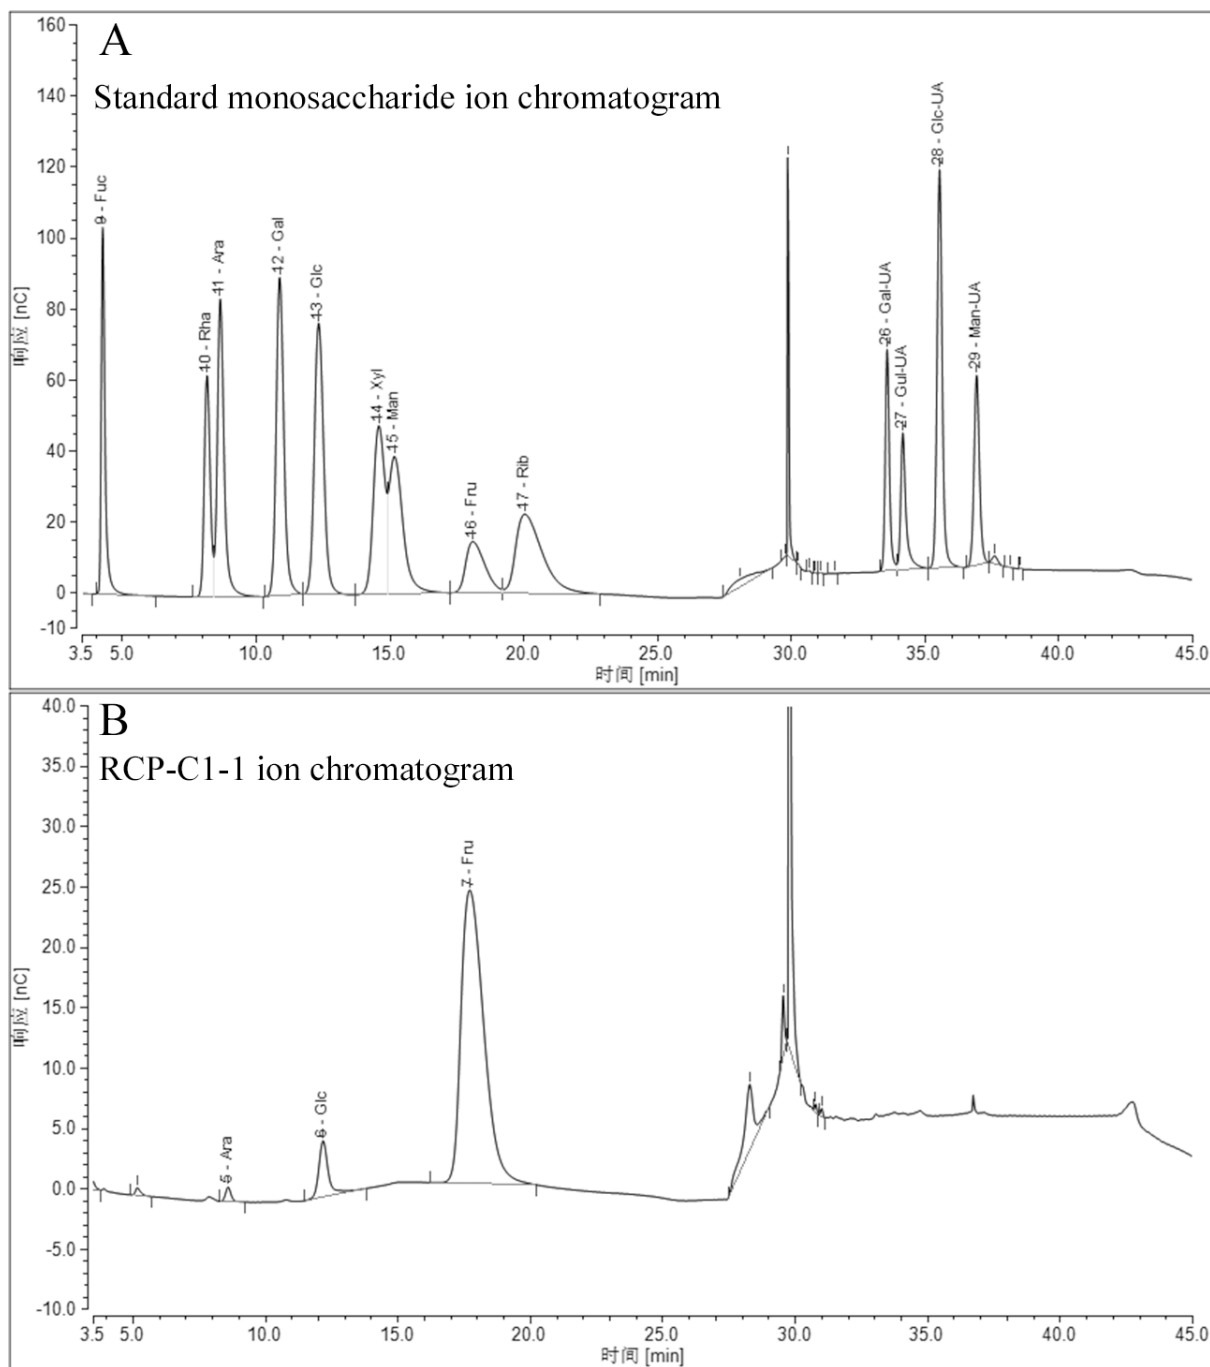 A
Standard monosaccharide ion chromatogram
160
140
120
100
80
60
40
20
0
-10
响应 [nC]
9 - Fuc
10 - Rha
11 - Ara
12 - Gal
13 - Glc
14 - Xyl
15 - Man
16 - Fru
17 - Rib
26 - Gal-UA
27 - Gul-UA
28 - Glc-UA
29 - Man-UA
3.5 5.0 10.0 15.0 20.0 25.0 30.0 35.0 40.0 45.0
时间 [min]
B
RCP-C1-1 ion chromatogram
40.0
35.0
30.0
25.0
20.0
15.0
10.0
5.0
0.0
-5.0
-10.0
响应 [nC]
5 - Ara
6 - Glc
7 - Fru
3.5 5.0 10.0 15.0 20.0 25.0 30.0 35.0 40.0 45.0
时间 [min]